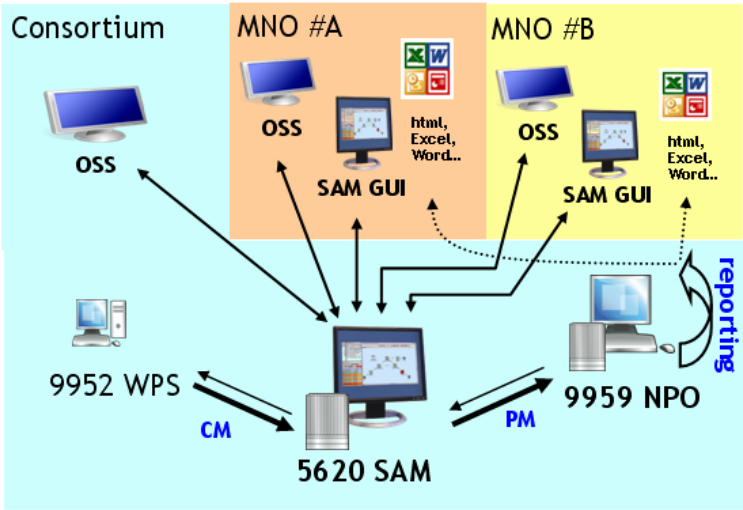 Consortium
MNO #A
MNO #B
OSS
OSS
SAM GUI
html,
Excel,
Word...
OSS
SAM GUI
html,
Excel,
Word...
reporting
9952 WPS
CM
5620 SAM
PM
9959 NPO